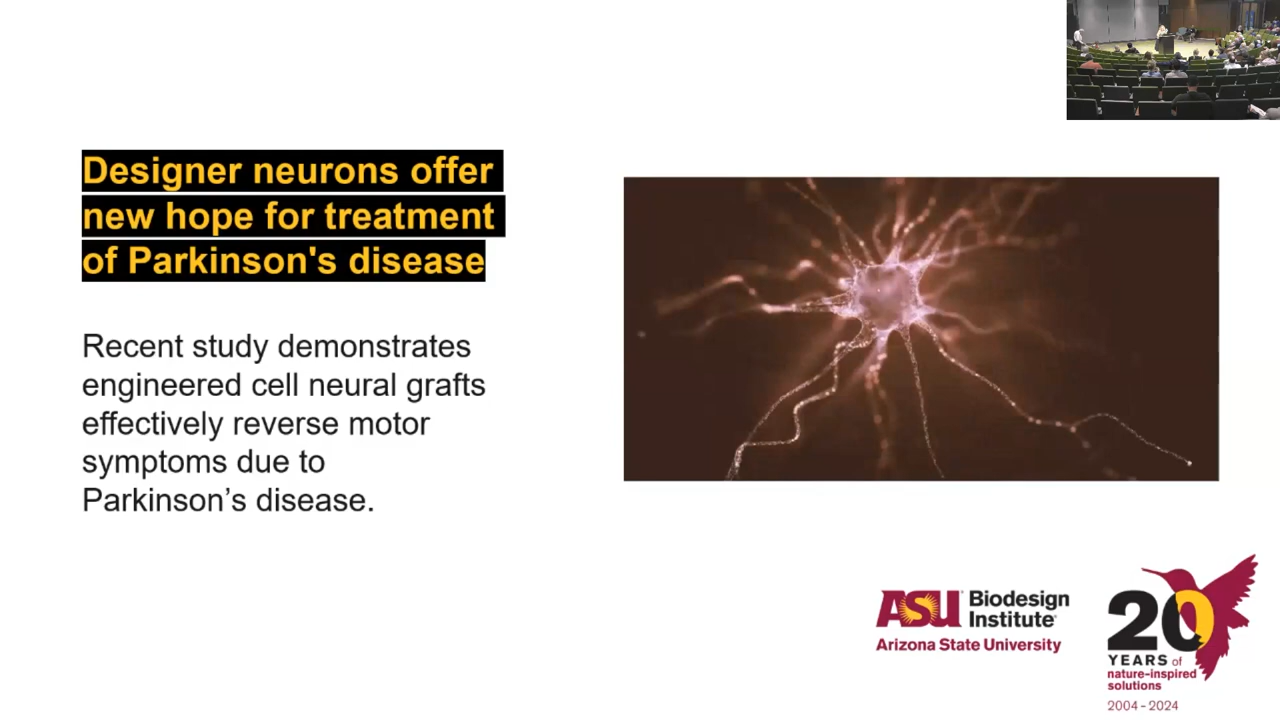 Designer neurons offer
new hope for treatment
of Parkinson's disease
Recent study demonstrates
engineered cell neural grafts
effectively reverse motor
symptoms due to
Parkinson’s disease.
ASU Biodesign
Institute
Arizona State University
20
YEARS of
nature-inspired
solutions
2004 - 2024